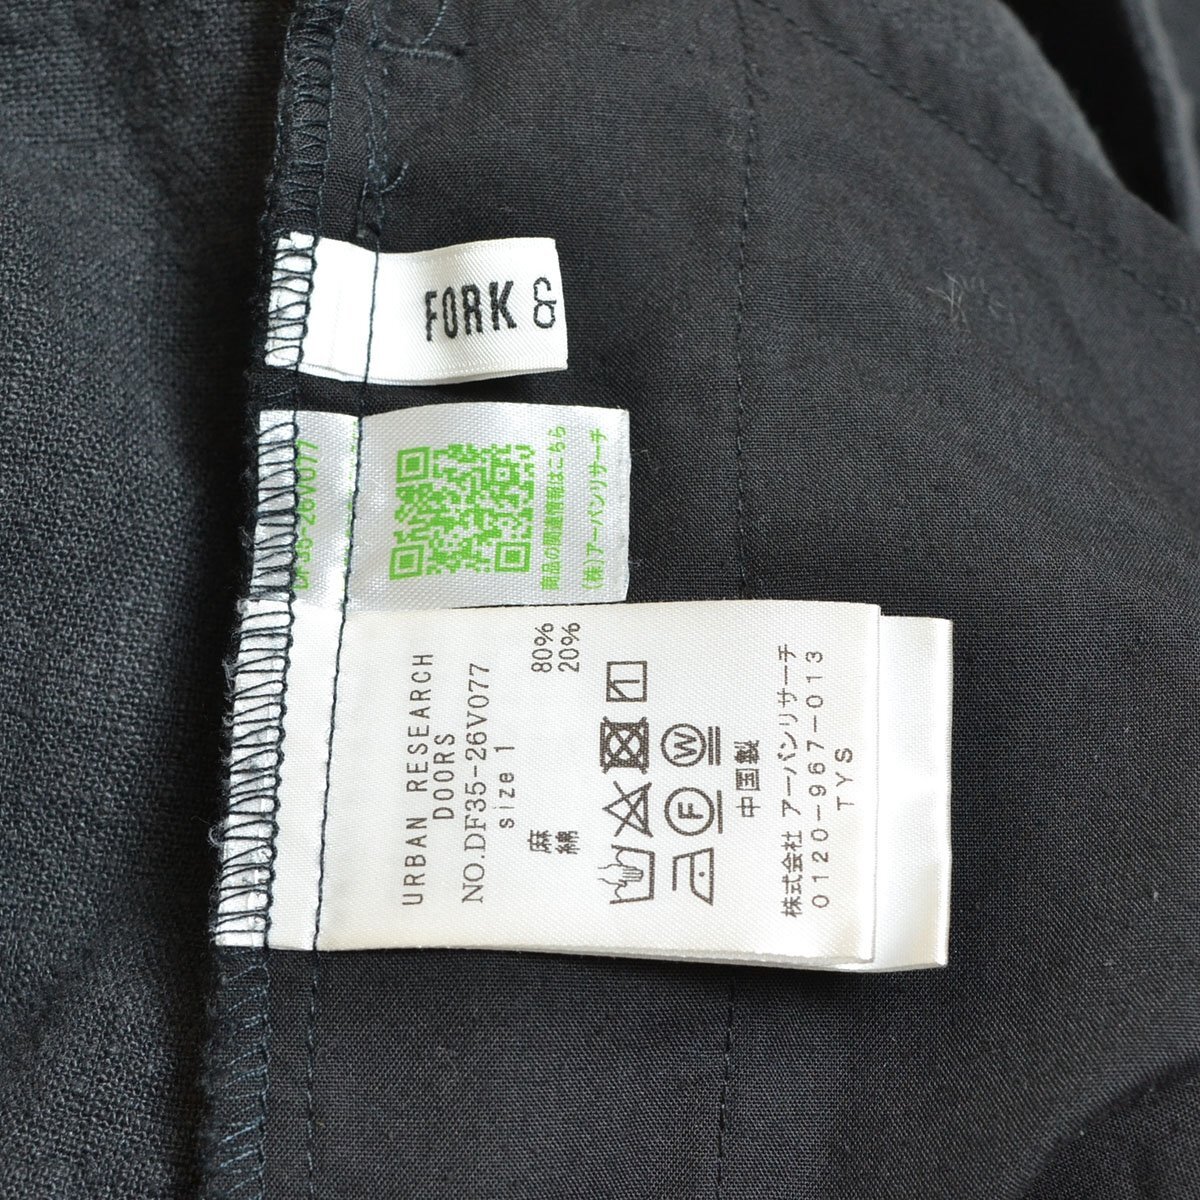 FORK &
DF35-26V077
商品の関連情報はこちら
(株)アーバンリサーチ
URBAN RESEARCH
DOORS
NO.DF35-26V077
size 1
麻 80%
綿 20%
W
F
中国製
株式会社 アーバンリサーチ
0120-967-013
TYS